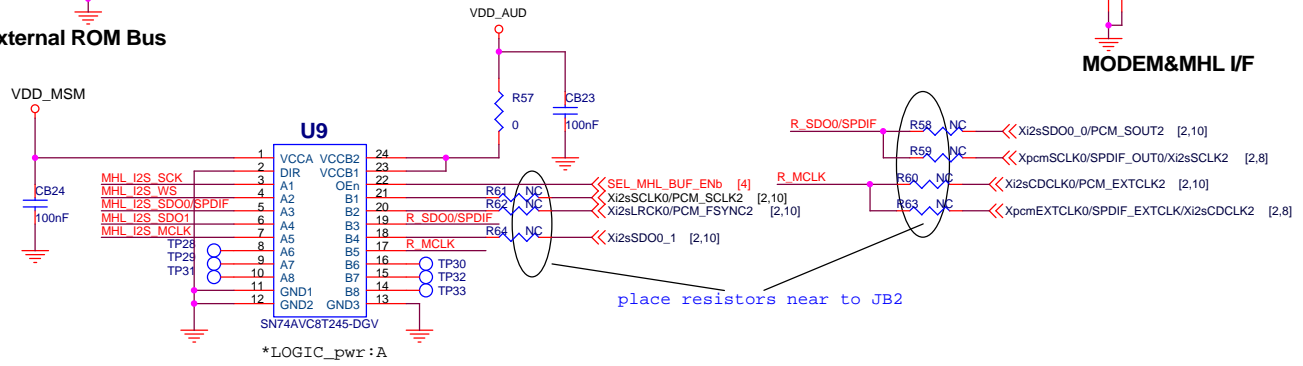 VDD_AUD
xternal ROM Bus
MODEM&MHL I/F
VDD_MSM
R57
0
CB23
100nF
U9
1 VCCA VCCB2 24
2 DIR VCCB1 23
MHL_I2S_SCK 3 A1 OEn 22 SEL_MHL_BUF_ENb [4]
MHL_I2S_WS 4 A2 B1 21 R61 NC Xi2sSCLK0/PCM_SCLK2 [2,10]
MHL_I2S_SDO0/SPDIF 5 A3 B2 20 R62 NC Xi2sLRCK0/PCM_FSYNC2 [2,10]
MHL_I2S_SDO1 6 A4 B3 19 R_SDO0/SPDIF
MHL_I2S_MCLK 7 A5 B4 18 R64 NC Xi2sSDO0_1 [2,10]
TP28 8 A6 B5 17 R_MCLK
TP29 9 A7 B6 16 TP30
TP31 10 A8 B7 15 TP32
11 GND1 B8 14 TP33
12 GND2 GND3 13
SN74AVC8T245-DGV
*LOGIC_pwr:A
CB24
100nF
R_SDO0/SPDIF R58 NC Xi2sSDO0_0/PCM_SOUT2 [2,10]
R59 NC XpcmSCLK0/SPDIF_OUT0/Xi2sSCLK2 [2,8]
R_MCLK R60 NC Xi2sCDCLK0/PCM_EXTCLK2 [2,10]
R63 NC XpcmEXTCLK0/SPDIF_EXTCLK/Xi2sCDCLK2 [2,8]
place resistors near to JB2